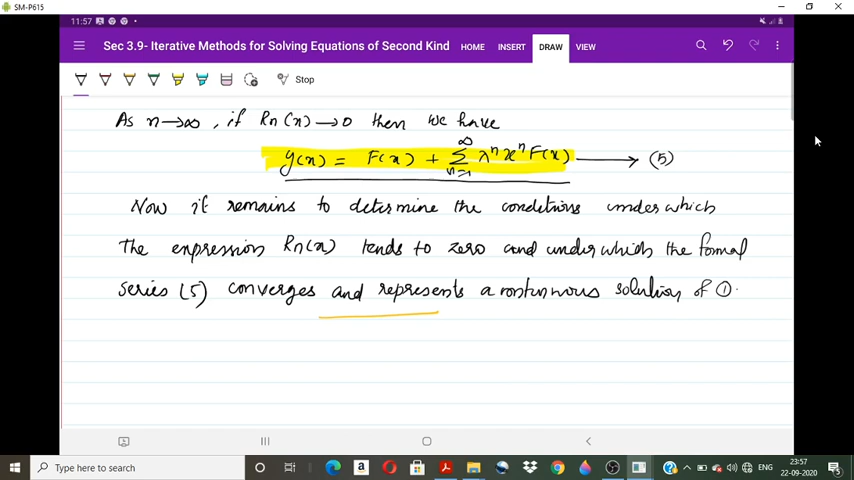 SM-P615
11:57
Sec 3.9- Iterative Methods for Solving Equations of Second Kind HOME INSERT DRAW VIEW
Stop
As n→∞, if Rn(x)→0 then we have
y(x) = F(x) + ∑_{n=1}^{∞} λⁿ 𝒦ⁿ F(x) ⟶ (5)
Now it remains to determine the conditions under which
the expression Rn(x) tends to zero and under which the formal
series (5) converges and represents a continuous solution of ①.
Type here to search
ENG
23:57
22-09-2020